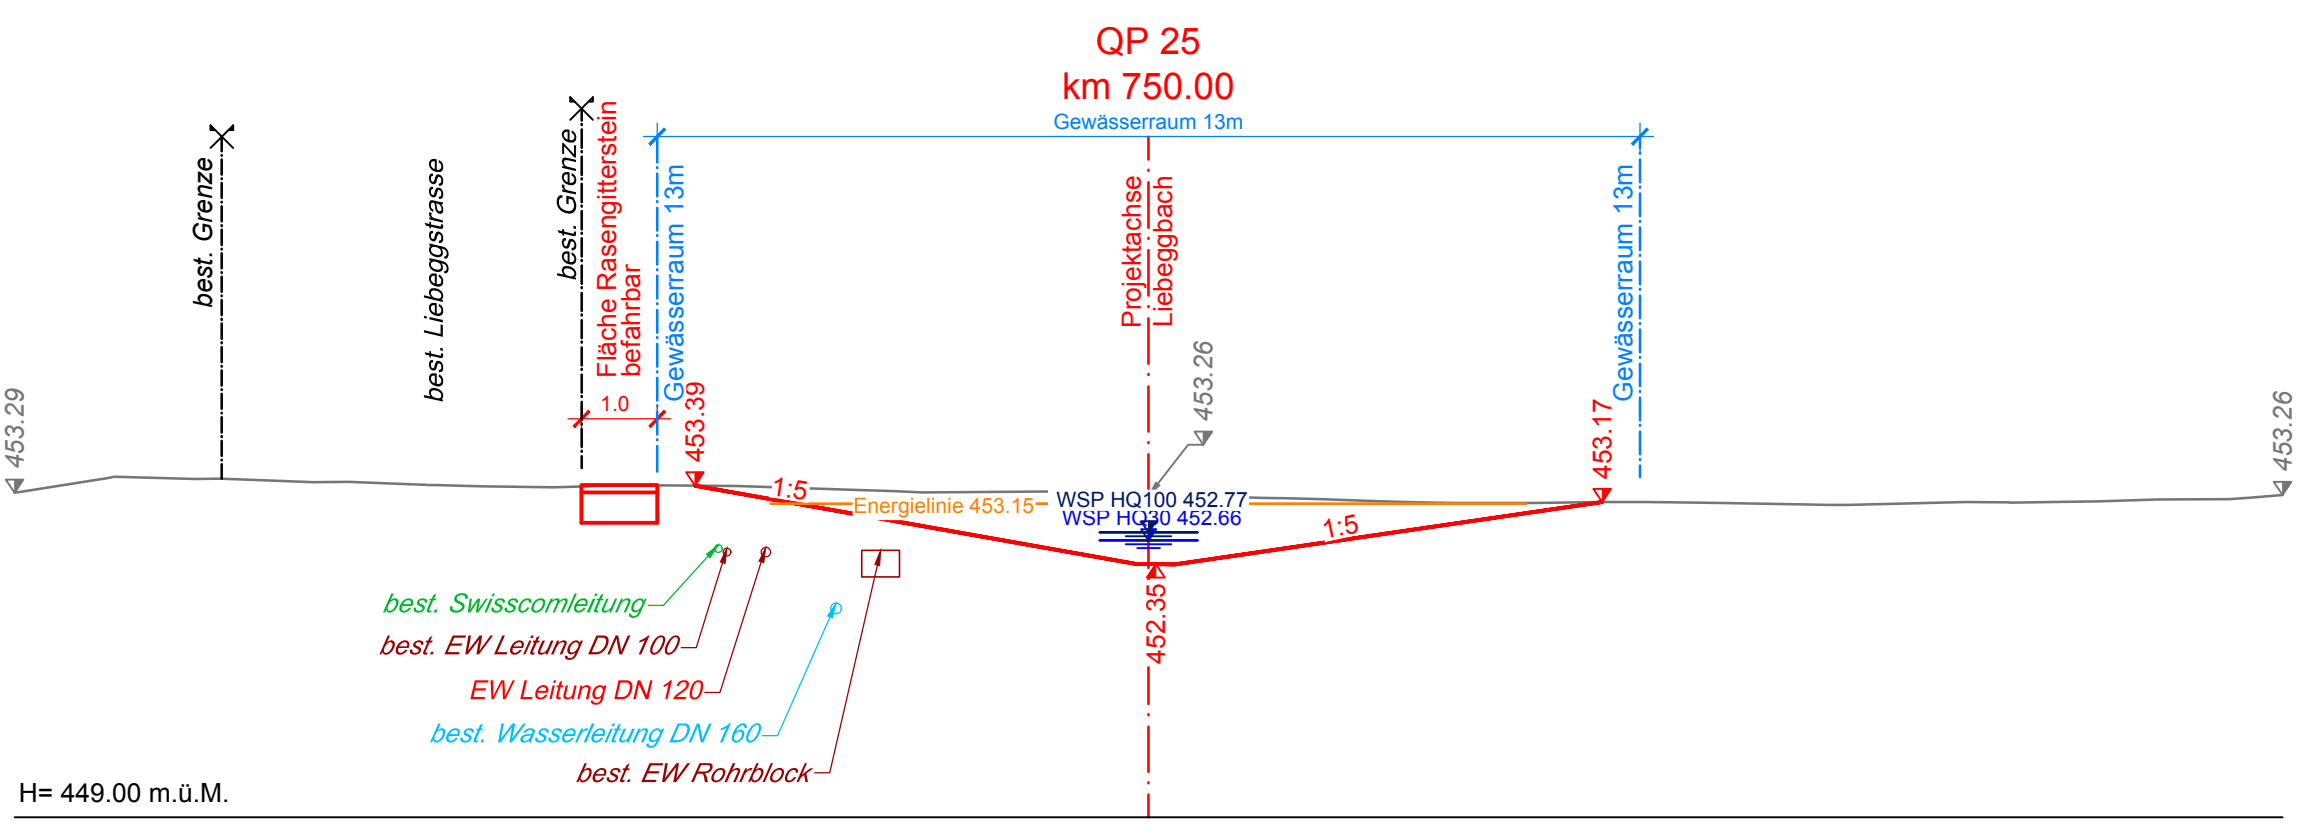 QP 25
km 750.00
Gewässerraum 13m
best. Grenze
best. Liebeggstrasse
best. Grenze
Fläche Rasengitterstein
befahrbar
Gewässerraum 13m
Projektachse
Liebeggbach
Gewässerraum 13m
1.0
453.29
453.39
453.26
453.17
453.26
1:5
Energielinie 453.15
WSP HQ100 452.77
WSP HQ30 452.66
1:5
452.35
best. Swisscomleitung
best. EW Leitung DN 100
EW Leitung DN 120
best. Wasserleitung DN 160
best. EW Rohrblock
H= 449.00 m.ü.M.